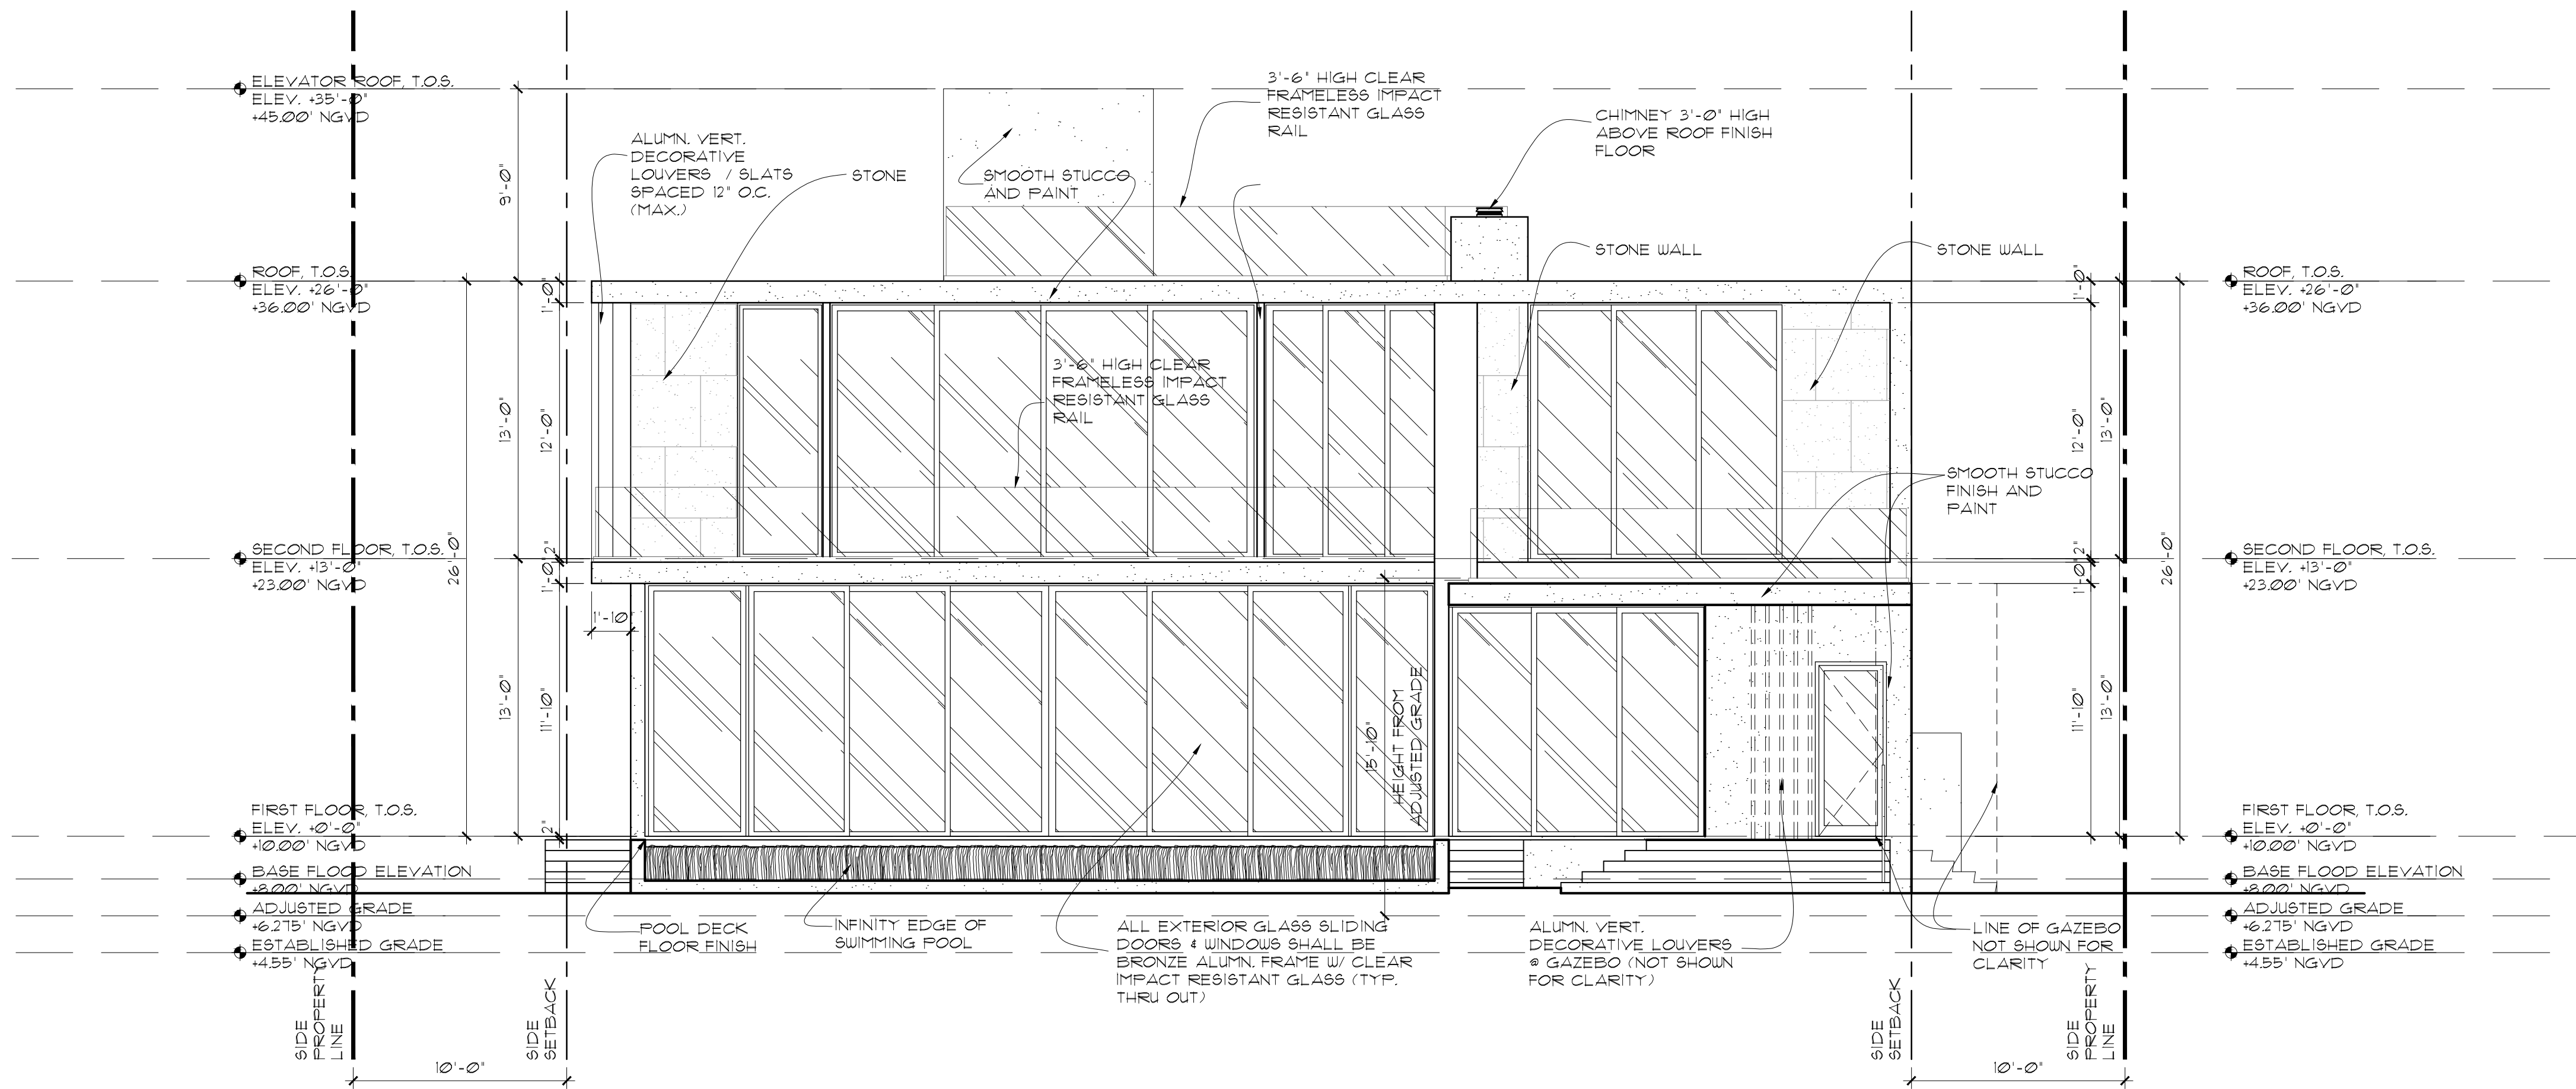 ELEVATOR ROOF, T.O.S.
ELEV. +35'-0"
+45.00' NGVD
ROOF, T.O.S.
ELEV. +26'-0"
+36.00' NGVD
SECOND FLOOR, T.O.S.
ELEV. +13'-0"
+23.00' NGVD
FIRST FLOOR, T.O.S.
ELEV. +0'-0"
+10.00' NGVD
BASE FLOOD ELEVATION
+8.00' NGVD
ADJUSTED GRADE
+6.275' NGVD
ESTABLISHED GRADE
+4.55' NGVD
SIDE
PROPERTY
LINE
10'-0"
SIDE
SETBACK
26'-0"
9'-0"
13'-0"
13'-0"
1'-0"
12'-0"
2"
1'-0"
11'-10"
2"
1'-10"
ALUMN. VERT.
DECORATIVE
LOUVERS / SLATS
SPACED 12" O.C.
(MAX.)
STONE
SMOOTH STUCCO
AND PAINT
3'-6" HIGH CLEAR
FRAMELESS IMPACT
RESISTANT GLASS
RAIL
CHIMNEY 3'-0" HIGH
ABOVE ROOF FINISH
FLOOR
STONE WALL
STONE WALL
3'-6" HIGH CLEAR
FRAMELESS IMPACT
RESISTANT GLASS
RAIL
SMOOTH STUCCO
FINISH AND
PAINT
15'-10"
HEIGHT FROM
ADJUSTED GRADE
POOL DECK
FLOOR FINISH
INFINITY EDGE OF
SWIMMING POOL
ALL EXTERIOR GLASS SLIDING
DOORS & WINDOWS SHALL BE
BRONZE ALUMN. FRAME W/ CLEAR
IMPACT RESISTANT GLASS (TYP.
THRU OUT)
ALUMN. VERT.
DECORATIVE LOUVERS
@ GAZEBO (NOT SHOWN
FOR CLARITY)
LINE OF GAZEBO
NOT SHOWN FOR
CLARITY
1'-0"
12'-0"
2"
1'-0"
11'-10"
13'-0"
13'-0"
26'-0"
SIDE
SETBACK
10'-0"
SIDE
PROPERTY
LINE
ROOF, T.O.S.
ELEV. +26'-0"
+36.00' NGVD
SECOND FLOOR, T.O.S.
ELEV. +13'-0"
+23.00' NGVD
FIRST FLOOR, T.O.S.
ELEV. +0'-0"
+10.00' NGVD
BASE FLOOD ELEVATION
+8.00' NGVD
ADJUSTED GRADE
+6.275' NGVD
ESTABLISHED GRADE
+4.55' NGVD